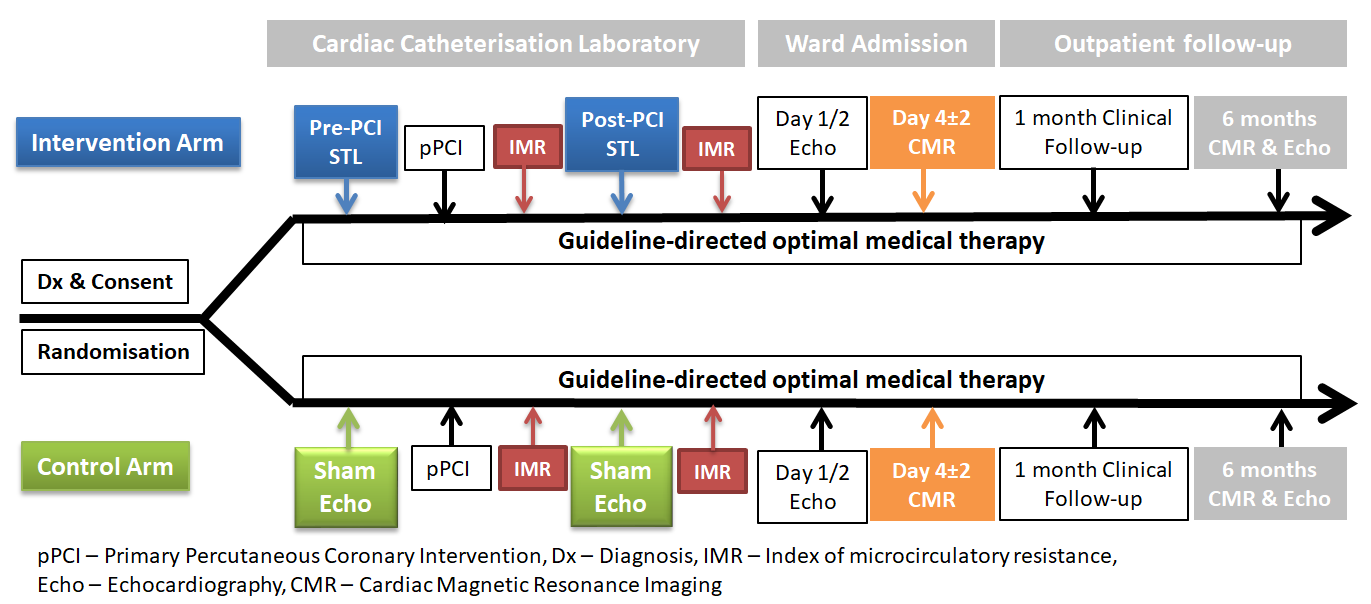 Cardiac Catheterisation Laboratory
Ward Admission
Outpatient follow-up
Intervention Arm
Pre-PCI
STL
pPCI
IMR
Post-PCI
STL
IMR
Day 1/2
Echo
Day 4±2
CMR
1 month Clinical
Follow-up
6 months
CMR & Echo
Guideline-directed optimal medical therapy
Dx & Consent
Randomisation
Guideline-directed optimal medical therapy
Control Arm
Sham
Echo
pPCI
IMR
Sham
Echo
IMR
Day 1/2
Echo
Day 4±2
CMR
1 month Clinical
Follow-up
6 months
CMR & Echo
pPCI – Primary Percutaneous Coronary Intervention, Dx – Diagnosis, IMR – Index of microcirculatory resistance,
Echo – Echocardiography, CMR – Cardiac Magnetic Resonance Imaging